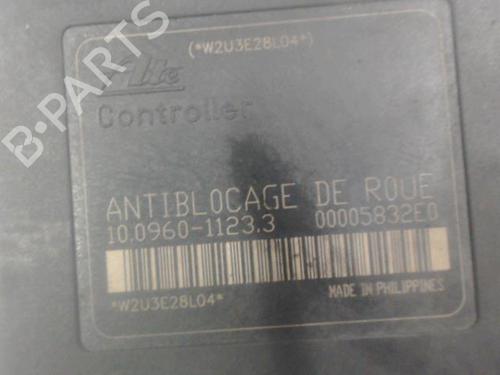 (*W2U3E28L04*)
Ate
Controller
ANTIBLOCAGE DE ROUE
10.0960-1123.3 00005832E0
*W2U3E28L04*
MADE IN PHILIPPINES
B-PARTS